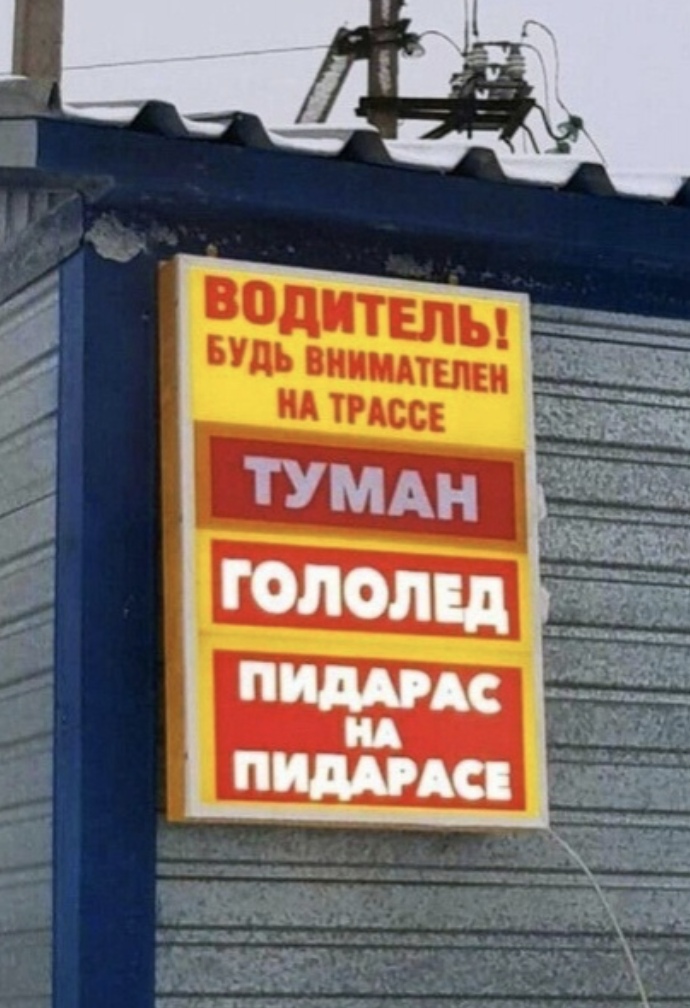 ВОДИТЕЛЬ!
БУДЬ ВНИМАТЕЛЕН
НА ТРАССЕ
ТУМАН
ГОЛОЛЕД
ПИДАРАС
НА
ПИДАРАСЕ